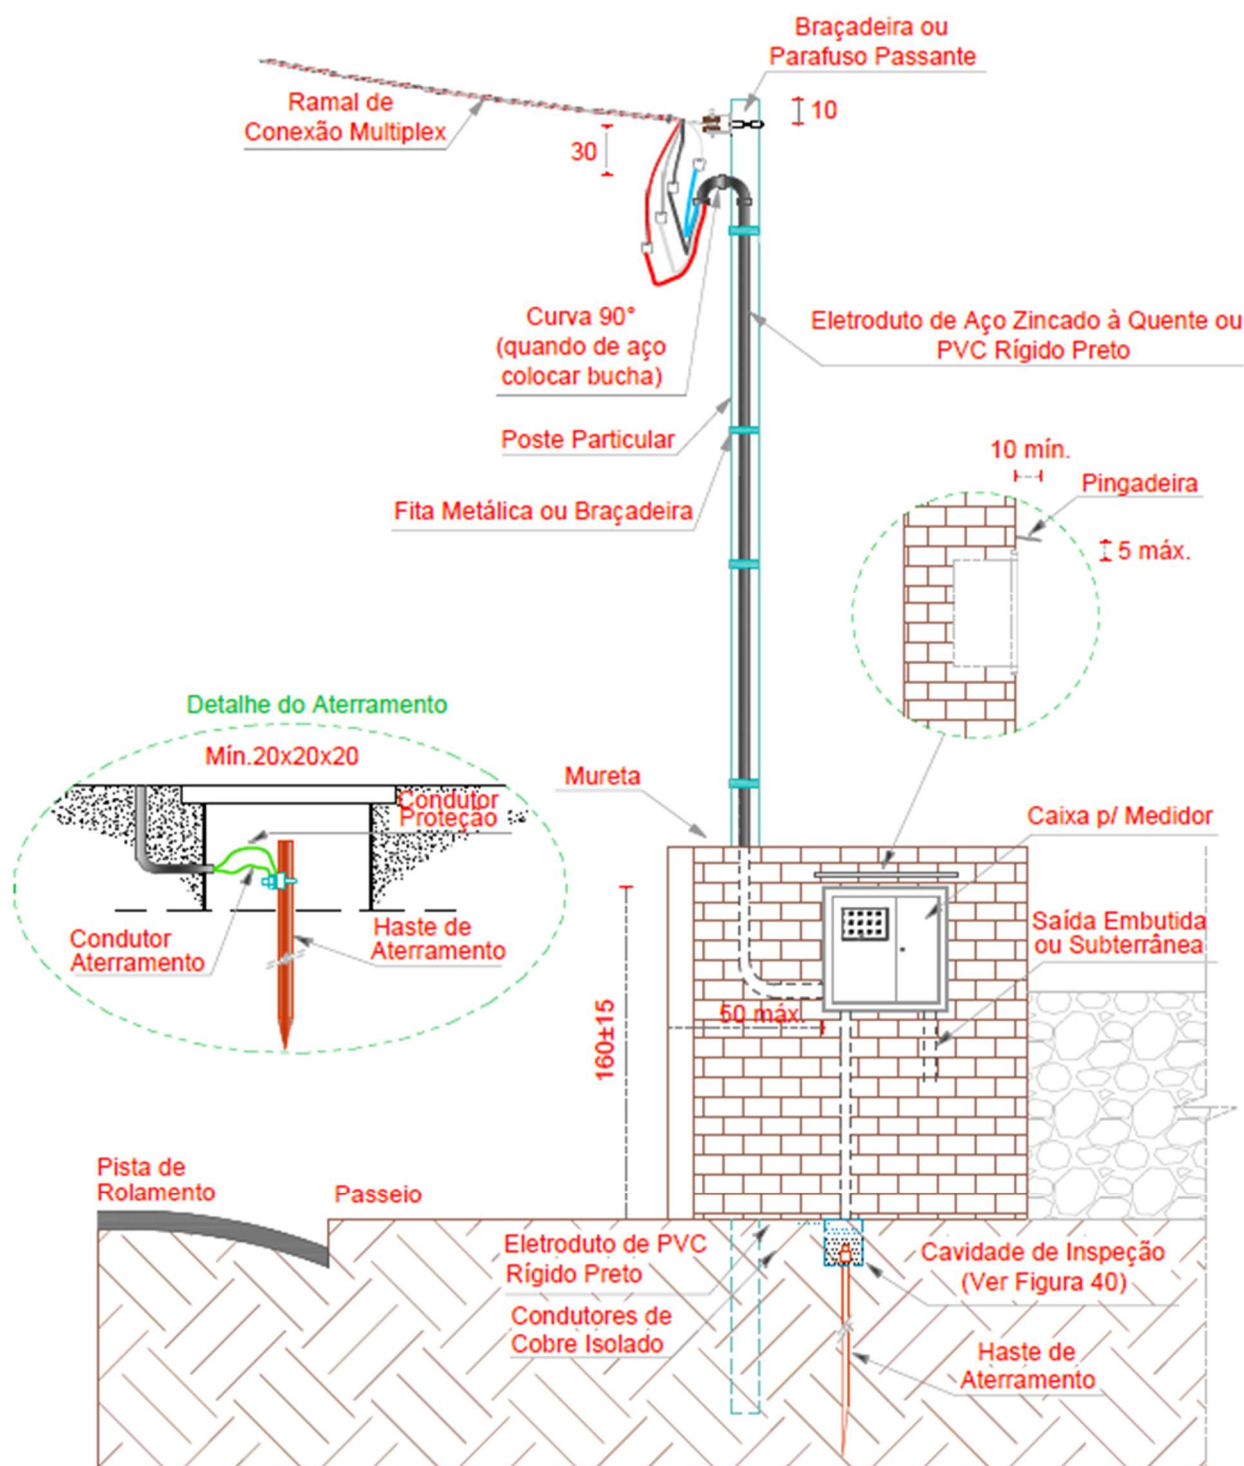 Braçadeira ou
Parafuso Passante
Ramal de
Conexão Multiplex
10
30
Curva 90°
(quando de aço
colocar bucha)
Eletroduto de Aço Zincado à Quente ou
PVC Rígido Preto
Poste Particular
10 mín.
Pingadeira
Fita Metálica ou Braçadeira
5 máx.
Detalhe do Aterramento
Mín.20x20x20
Condutor
Proteção
Condutor
Aterramento
Haste de
Aterramento
Mureta
Caixa p/ Medidor
Saída Embutida
ou Subterrânea
50 máx.
160±15
Pista de
Rolamento
Passeio
Eletroduto de PVC
Rígido Preto
Condutores de
Cobre Isolado
Cavidade de Inspeção
(Ver Figura 40)
Haste de
Aterramento